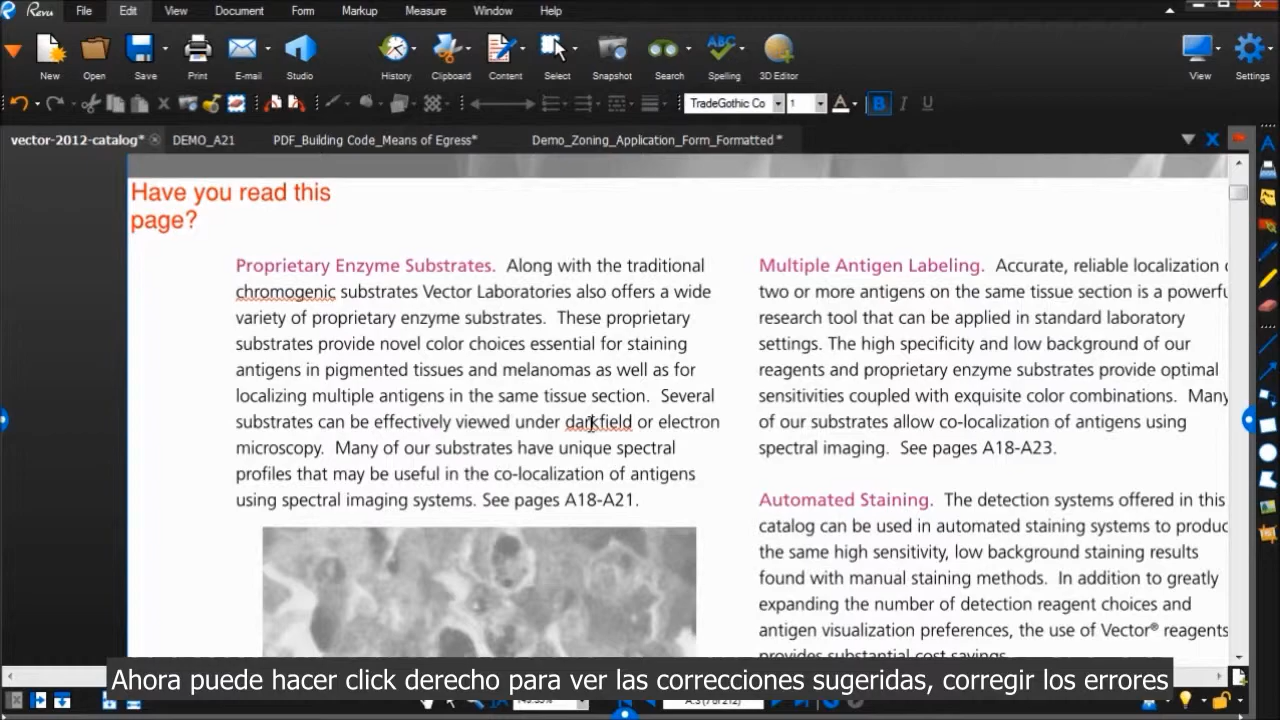 Revu File Edit View Document Form Markup Measure Window Help
New Open Save Print E-mail Studio History Clipboard Content Select Snapshot Search Spelling 3D Editor View Settings
ABC
TradeGothic Co 1 A B I U
vector-2012-catalog* DEMO_A21 PDF_Building Code_Means of Egress* Demo_Zoning_Application_Form_Formatted *
Have you read this
page?
Proprietary Enzyme Substrates. Along with the traditional
chromogenic substrates Vector Laboratories also offers a wide
variety of proprietary enzyme substrates. These proprietary
substrates provide novel color choices essential for staining
antigens in pigmented tissues and melanomas as well as for
localizing multiple antigens in the same tissue section. Several
substrates can be effectively viewed under darkfield or electron
microscopy. Many of our substrates have unique spectral
profiles that may be useful in the co-localization of antigens
using spectral imaging systems. See pages A18-A21.
Multiple Antigen Labeling. Accurate, reliable localization
two or more antigens on the same tissue section is a powerfu
research tool that can be applied in standard laboratory
settings. The high specificity and low background of our
reagents and proprietary enzyme substrates provide optimal
sensitivities coupled with exquisite color combinations. Many
of our substrates allow co-localization of antigens using
spectral imaging. See pages A18-A23.
Automated Staining. The detection systems offered in this
catalog can be used in automated staining systems to produc
the same high sensitivity, low background staining results
found with manual staining methods. In addition to greatly
expanding the number of detection reagent choices and
antigen visualization preferences, the use of Vector® reagents
provides substantial cost savings.
Ahora puede hacer click derecho para ver las correcciones sugeridas, corregir los errores